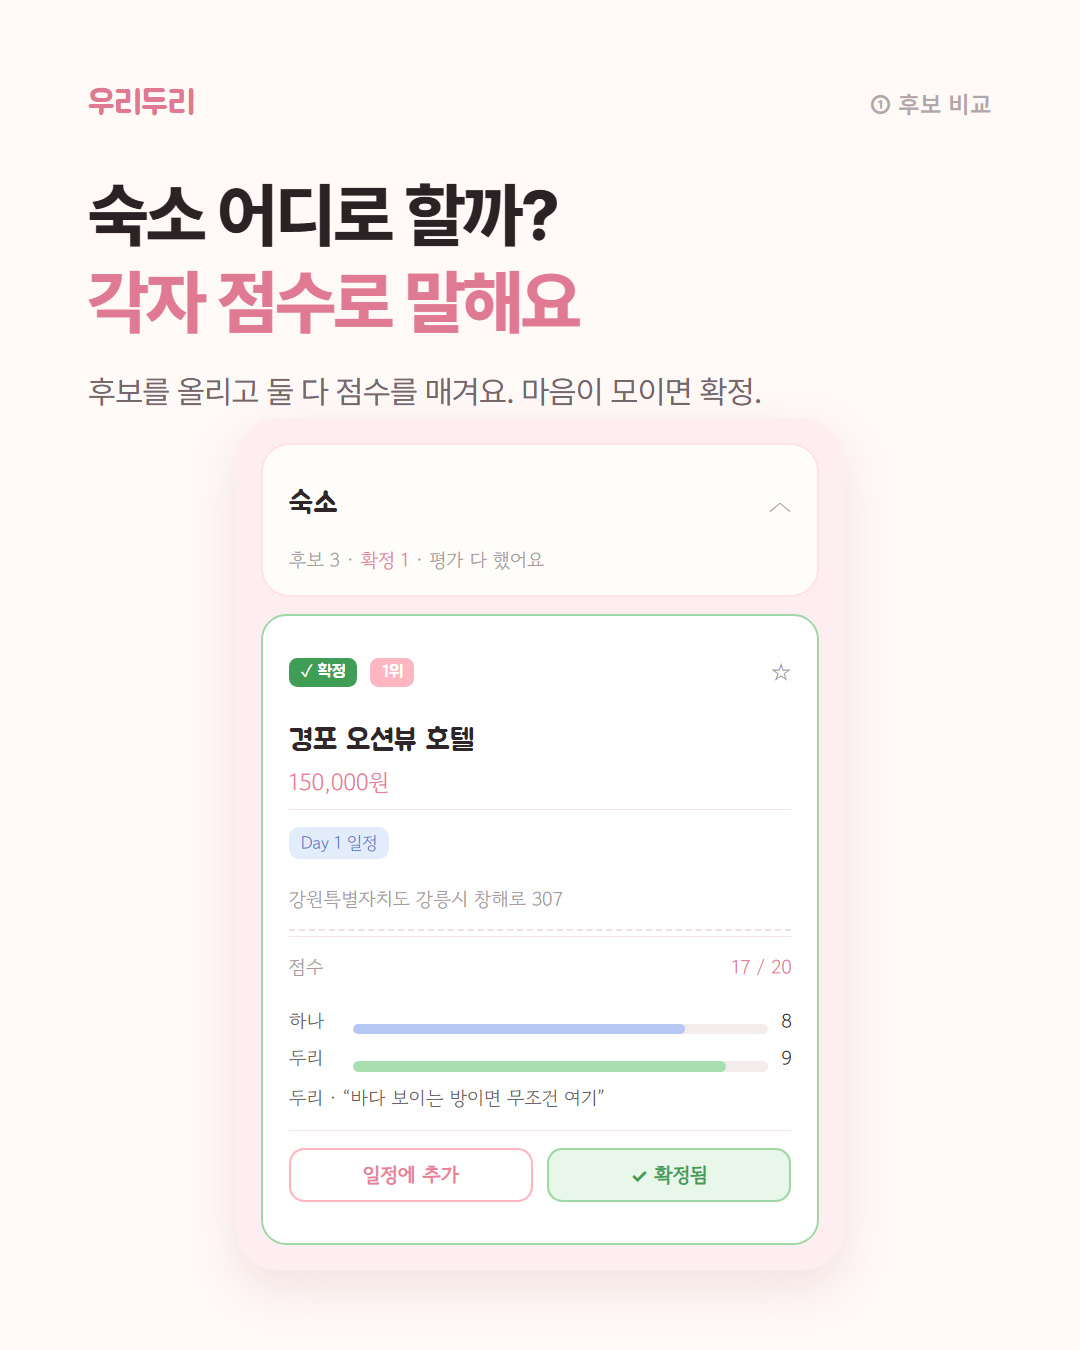 우리두리
① 후보 비교
숙소 어디로 할까?
각자 점수로 말해요
후보를 올리고 둘 다 점수를 매겨요. 마음이 모이면 확정.
숙소
후보 3 · 확정 1 · 평가 다 했어요
✓ 확정 1위
경포 오션뷰 호텔
150,000원
Day 1 일정
강원특별자치도 강릉시 창해로 307
점수 17 / 20
하나 8
두리 9
두리 · “바다 보이는 방이면 무조건 여기”
일정에 추가 ✓ 확정됨